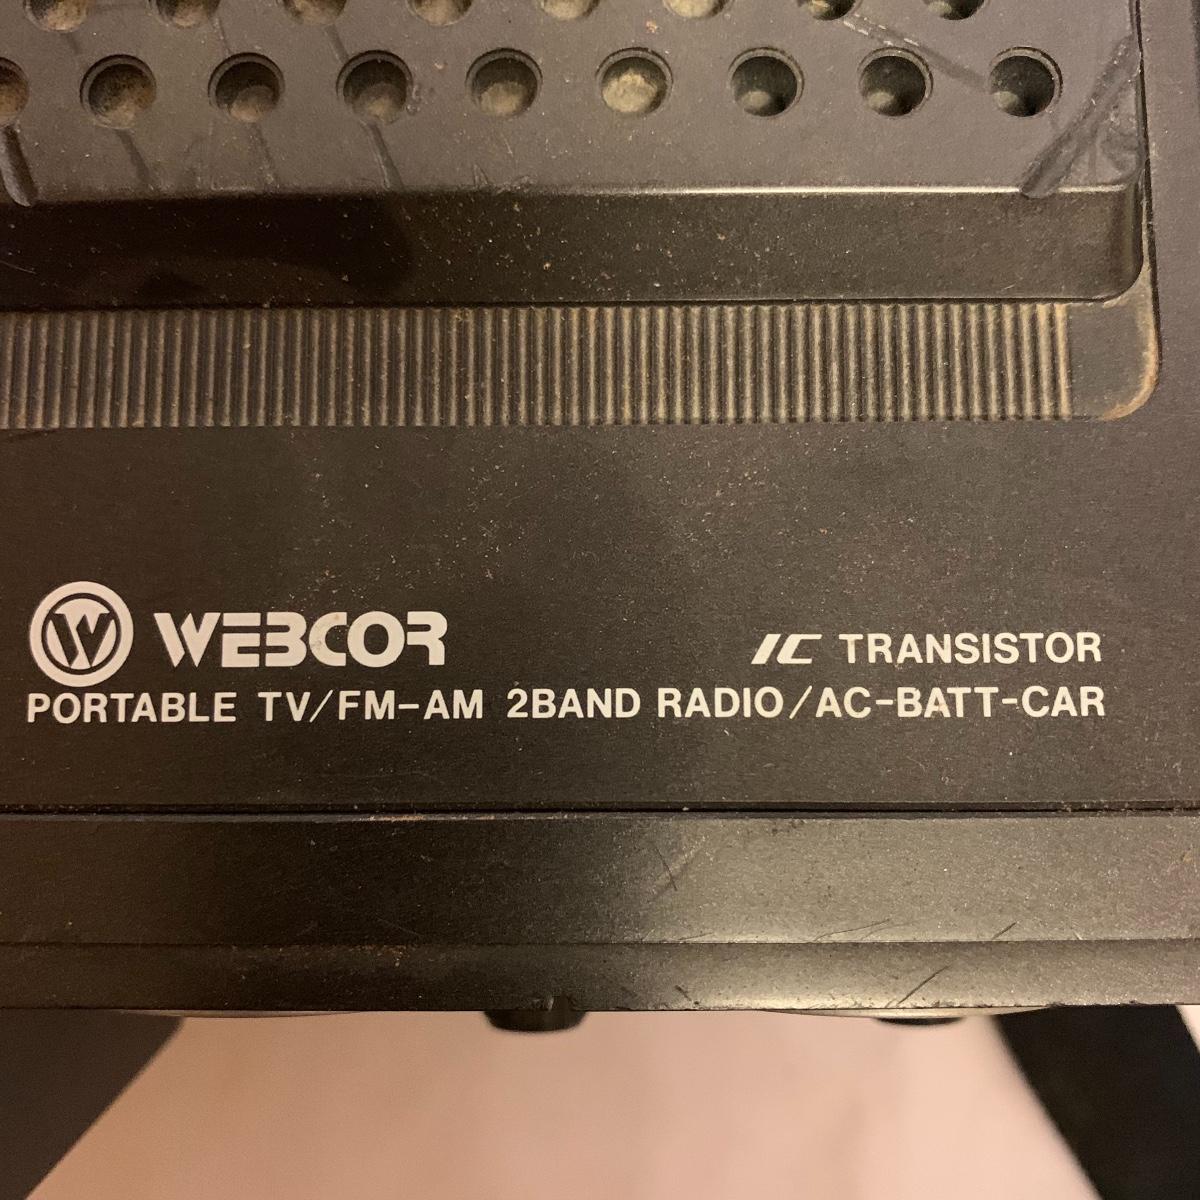 W WEBCOR
IC TRANSISTOR
PORTABLE TV/FM-AM 2BAND RADIO/AC-BATT-CAR